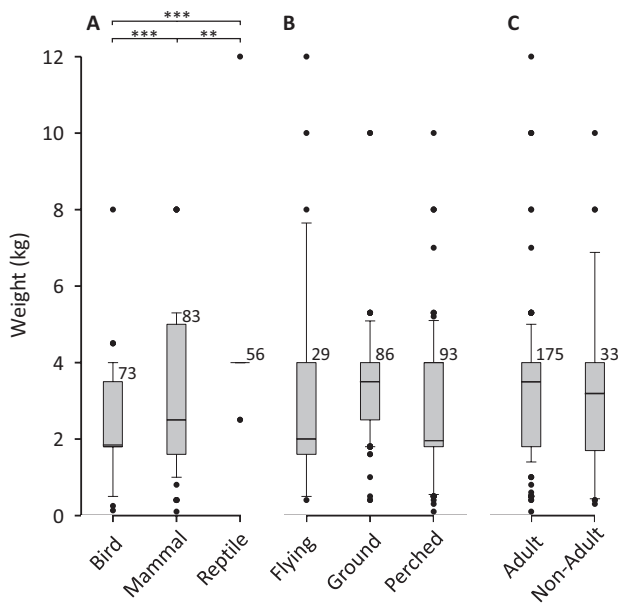 A
B
C
***
***
**
Weight (kg)
12
10
8
6
4
2
0
73
83
56
29
86
93
175
33
Bird
Mammal
Reptile
Flying
Ground
Perched
Adult
Non-Adult